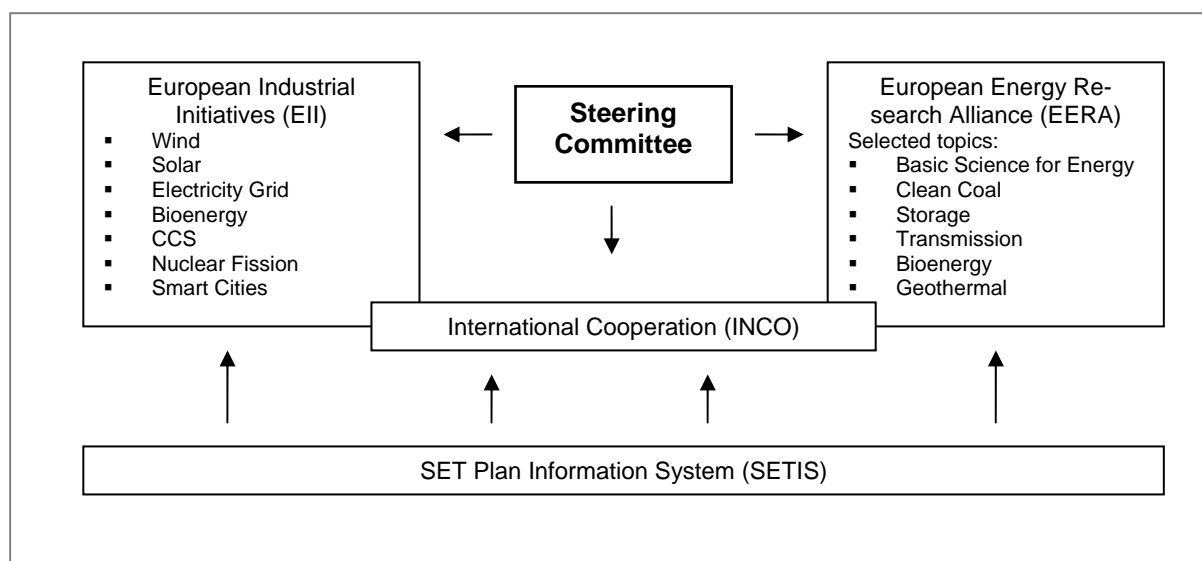 European Industrial
Initiatives (EII)
▪ Wind
▪ Solar
▪ Electricity Grid
▪ Bioenergy
▪ CCS
▪ Nuclear Fission
▪ Smart Cities
Steering
Committee
European Energy Re-
search Alliance (EERA)
Selected topics:
▪ Basic Science for Energy
▪ Clean Coal
▪ Storage
▪ Transmission
▪ Bioenergy
▪ Geothermal
International Cooperation (INCO)
SET Plan Information System (SETIS)